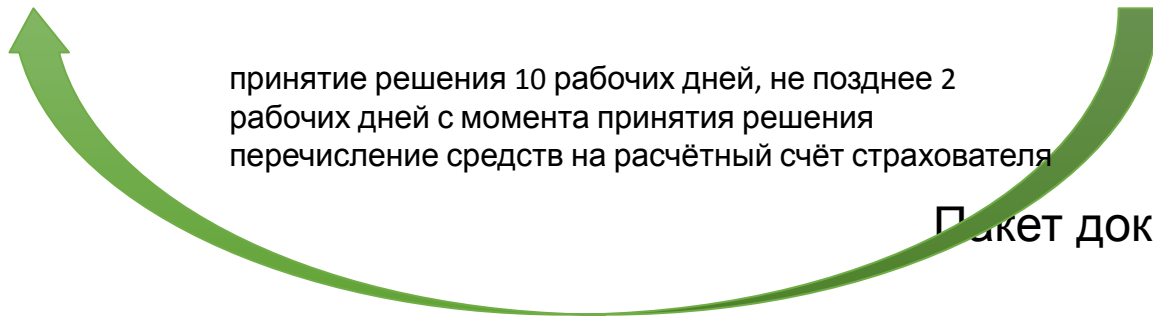 принятие решения 10 рабочих дней, не позднее 2
рабочих дней с момента принятия решения
перечисление средств на расчётный счёт страхователя
Пакет док